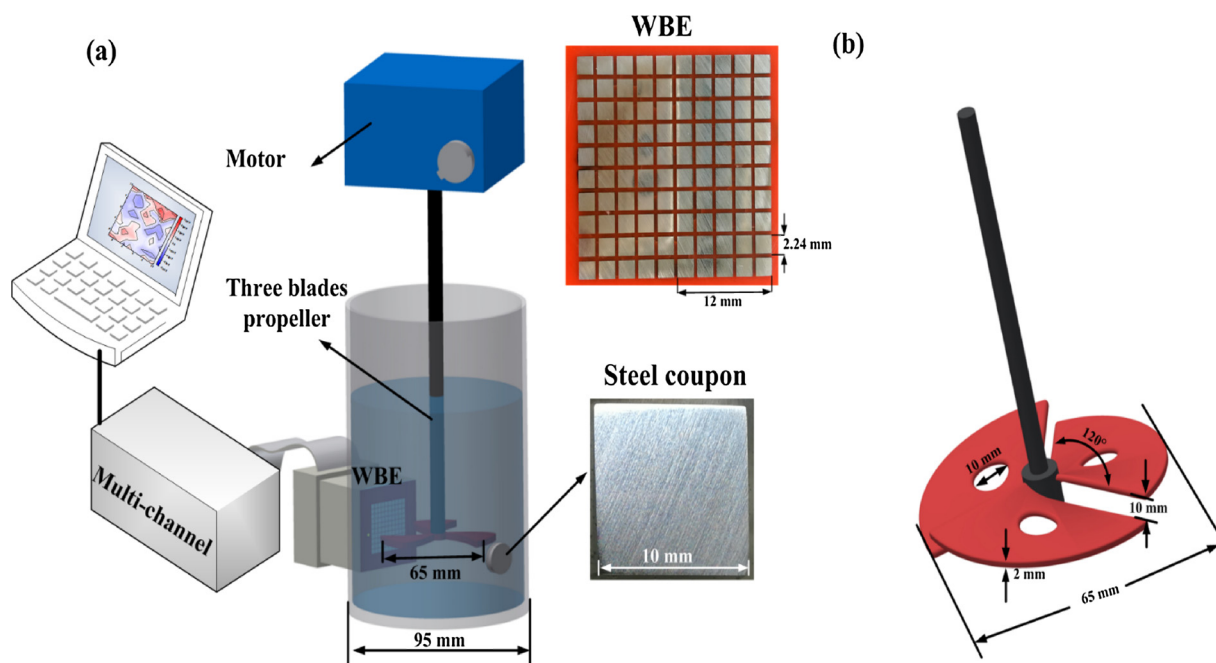 (a)
WBE
(b)
Motor
2.24 mm
12 mm
Three blades
propeller
Steel coupon
120°
10 mm
10 mm
WBE
Multi-channel
10 mm
65 mm
2 mm
65 mm
95 mm